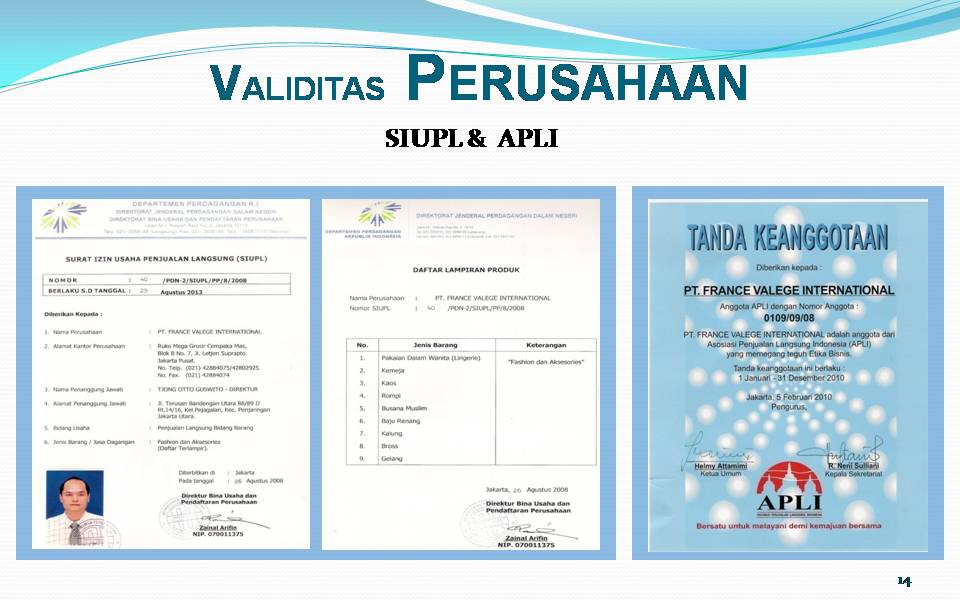 VALIDITAS PERUSAHAAN
SIUPL & APLI
DEPARTEMEN PERDAGANGAN R.I.
DIREKTORAT JENDERAL PERDAGANGAN DALAM NEGERI
DIREKTORAT BINA USAHA DAN PENDAFTARAN PERUSAHAAN
SURAT IZIN USAHA PENJUALAN LANGSUNG (SIUPL)
NOMOR : 40 /PDN-2/SIUPL/PP/8/2008
BERLAKU S.D TANGGAL : 25 Agustus 2013
Diberikan Kepada :
1. Nama Perusahaan : PT. FRANCE VALEGE INTERNATIONAL
2. Alamat Kantor Perusahaan : Ruko Mega Grosir Cempaka Mas,
Blok B No. 7, Jl. Letjen Suprapto
Jakarta Pusat.
No. Telp. (021) 42884075/42802925
No. Fax. (021) 4284074
3. Nama Penanggung Jawab : TJONG OTTO GUSWITO - DIREKTUR
4. Alamat Penanggung Jawab : Jl. Terusan Bandengan Utara 88/89 D
Rt.14/16, Kel.Pejagalan, Kec. Penjaringan
Jakarta Utara.
5. Bidang Usaha : Penjualan Langsung Bidang Barang
6. Jenis Barang / Jasa Dagangan : Fashion dan Aksesories
(Daftar Terlampir).
Diterbitkan di : Jakarta
Pada tanggal : 26 Agustus 2008
Direktur Bina Usaha dan
Pendaftaran Perusahaan
Zainal Arifin
NIP. 070011375
DEPARTEMEN PERDAGANGAN
REPUBLIK INDONESIA
DIREKTORAT JENDERAL PERDAGANGAN DALAM NEGERI
DAFTAR LAMPIRAN PRODUK
Nama Perusahaan : PT. FRANCE VALEGE INTERNATIONAL
Nomor SIUPL : 40 /PDN-2/SIUPL/PP/8/2008
No. Jenis Barang Keterangan
1. Pakaian Dalam Wanita (Lingerie) "Fashion dan Aksesories"
2. Kemeja
3. Kaos
4. Rompi
5. Busana Muslim
6. Baju Renang
7. Kalung
8. Bross
9. Gelang
Jakarta, 26 Agustus 2008
Direktur Bina Usaha dan
Pendaftaran Perusahaan
Zainal Arifin
NIP. 070011375
TANDA KEANGGOTAAN
Diberikan kepada :
PT. FRANCE VALEGE INTERNATIONAL
Anggota APLI dengan Nomor Anggota :
0109/09/08
PT. FRANCE VALEGE INTERNATIONAL adalah anggota dari
Asosiasi Penjualan Langsung Indonesia (APLI)
yang memegang teguh Etika Bisnis.
Tanda keanggotaan ini berlaku :
1 Januari - 31 Desember 2010
Jakarta, 5 Februari 2010
Pengurus,
Helmy Attamimi R. Neni Sulliani
Ketua Umum Kepala Sekretariat
APLI
Bersatu untuk melayani demi kemajuan bersama
14